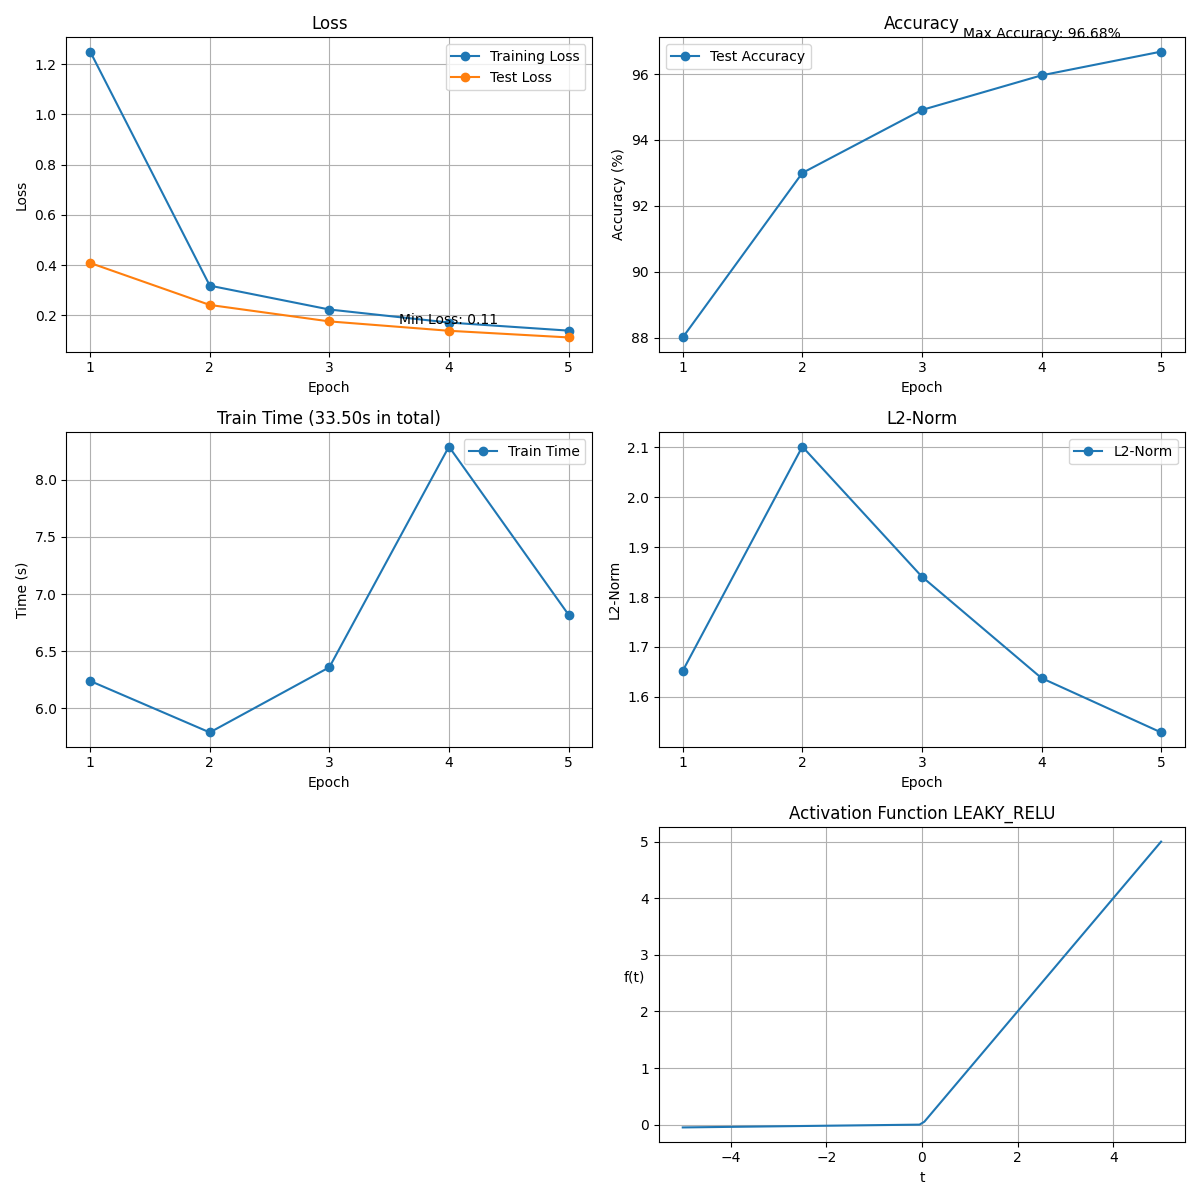 Loss
Training Loss
Test Loss
Min Loss: 0.11
1.2
1.0
0.8
0.6
0.4
0.2
Loss
1 2 3 4 5
Epoch
Accuracy
Max Accuracy: 96.68%
Test Accuracy
96
94
92
90
88
Accuracy (%)
1 2 3 4 5
Epoch
Train Time (33.50s in total)
Train Time
8.0
7.5
7.0
6.5
6.0
Time (s)
1 2 3 4 5
Epoch
L2-Norm
L2-Norm
2.1
2.0
1.9
1.8
1.7
1.6
L2-Norm
1 2 3 4 5
Epoch
Activation Function LEAKY_RELU
5
4
3
2
1
0
f(t)
−4 −2 0 2 4
t